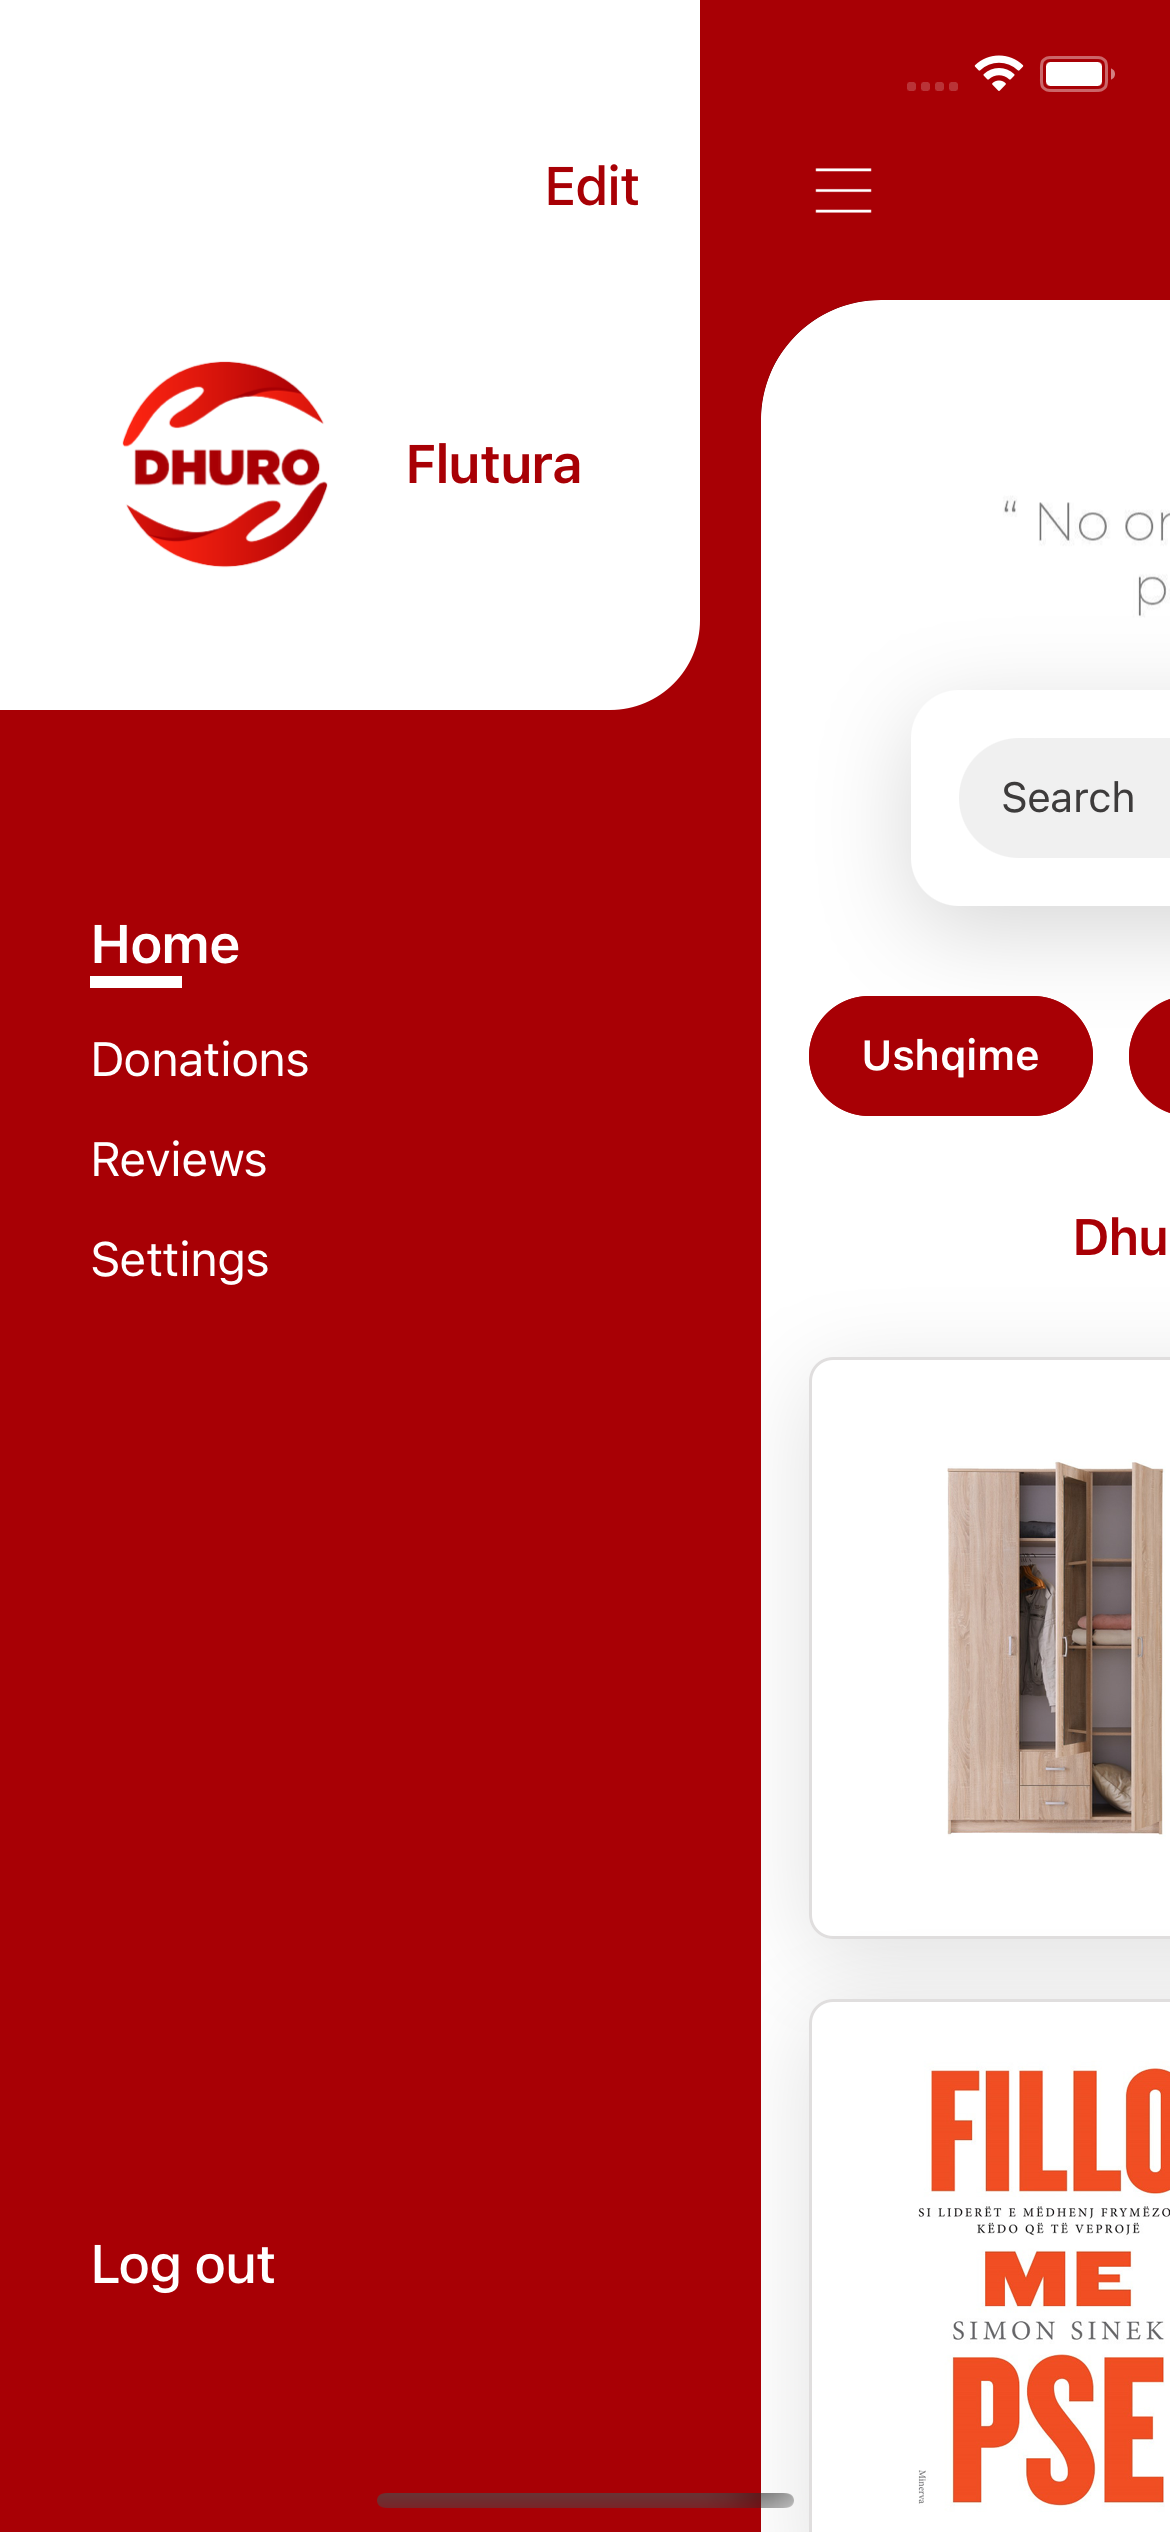 Edit
DHURO
Flutura
Home
Donations
Reviews
Settings
Log out
“ No
Search
Ushqime
Dhu
FILLO
SI LIDERËT E MËDHENJ FRYMËZO
KËDO QË TË VEPROJË
ME
SIMON SINEK
PSE
Minerva